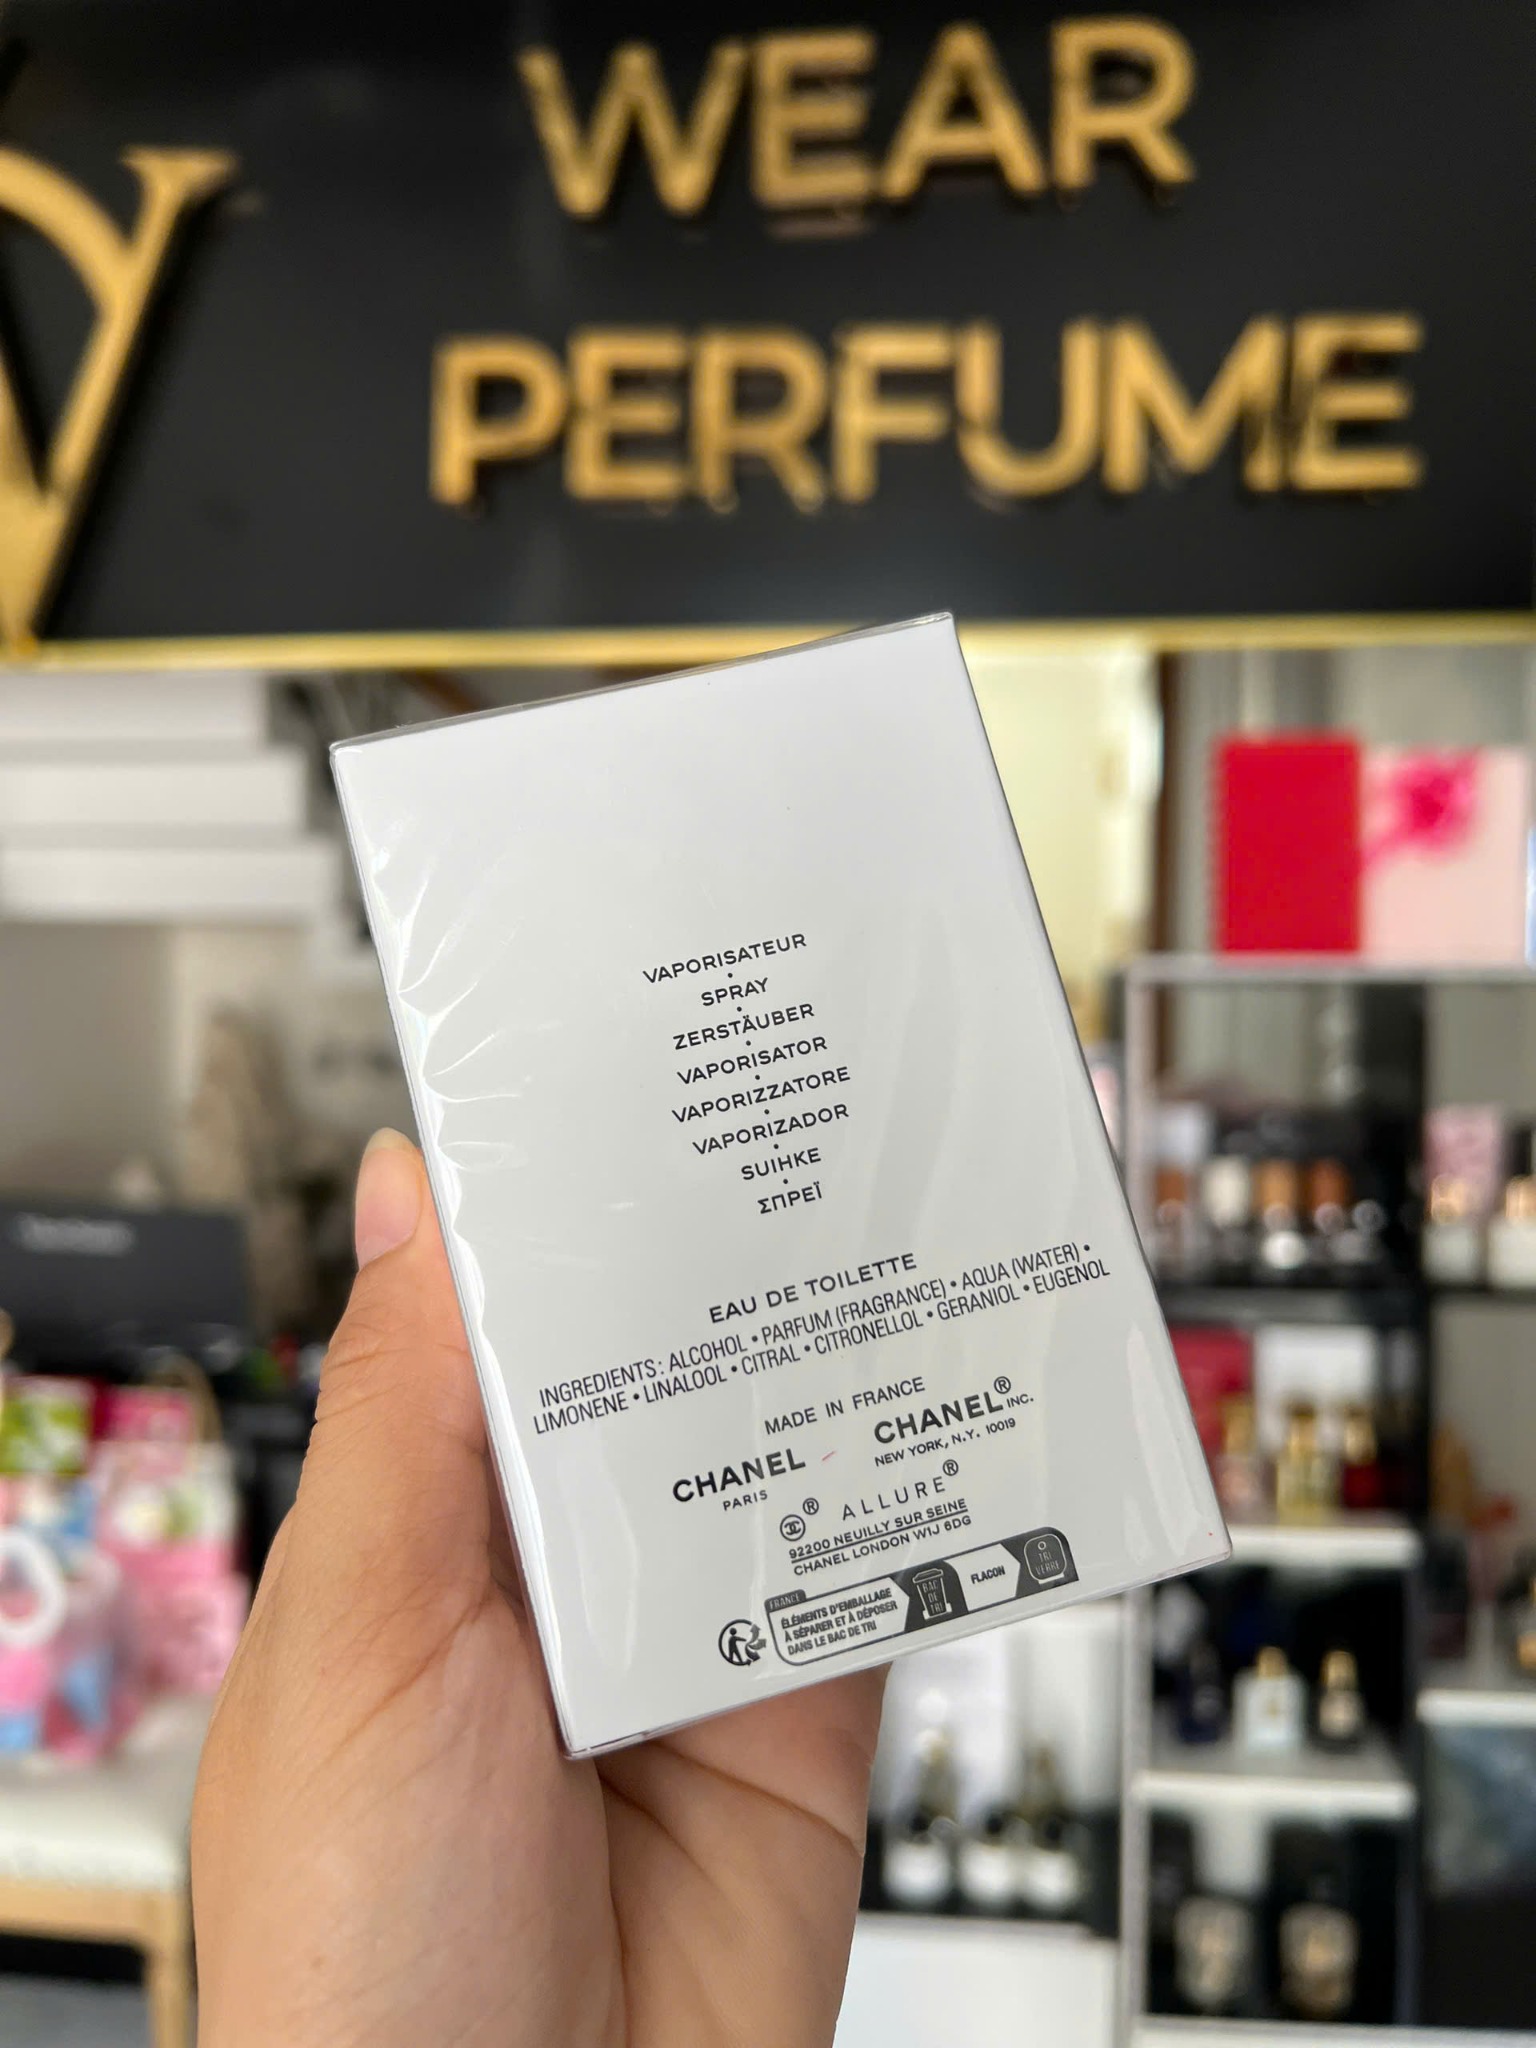 WEAR
PERFUME
VAPORISATEUR
•
SPRAY
•
ZERSTÄUBER
•
VAPORISATOR
•
VAPORIZZATORE
•
VAPORIZADOR
•
SUIHKE
•
ΣΠΡΕΪ
EAU DE TOILETTE
INGREDIENTS: ALCOHOL • PARFUM (FRAGRANCE) • AQUA (WATER) •
LIMONENE • LINALOOL • CITRAL • CITRONELLOL • GERANIOL • EUGENOL
MADE IN FRANCE
CHANEL
PARIS
CHANEL® INC.
NEW YORK, N.Y. 10019
® ALLURE®
92200 NEUILLY SUR SEINE
CHANEL LONDON W1J 6DG
FRANCE
ÉLÉMENTS D'EMBALLAGE
À SÉPARER ET À DÉPOSER
DANS LE BAC DE TRI
BAC
DE
TRI
FLACON
TRI
VERRE